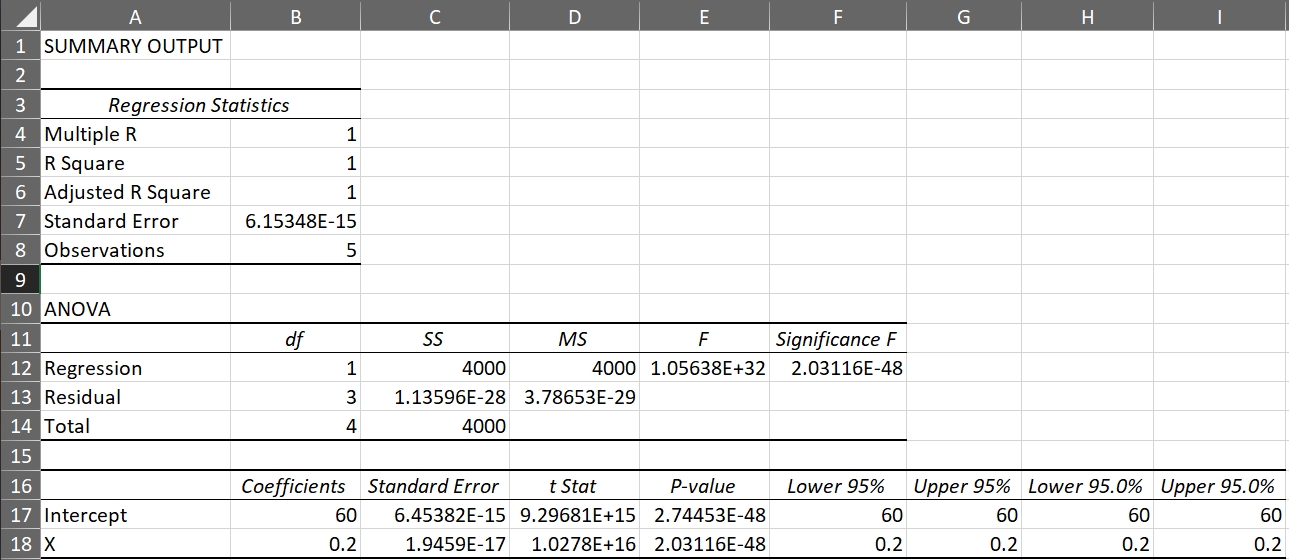 A B C D E F G H I
1 SUMMARY OUTPUT
2
3 Regression Statistics
4 Multiple R 1
5 R Square 1
6 Adjusted R Square 1
7 Standard Error 6.15348E-15
8 Observations 5
9
10 ANOVA
11 df SS MS F Significance F
12 Regression 1 4000 4000 1.05638E+32 2.03116E-48
13 Residual 3 1.13596E-28 3.78653E-29
14 Total 4 4000
15
16 Coefficients Standard Error t Stat P-value Lower 95% Upper 95% Lower 95.0% Upper 95.0%
17 Intercept 60 6.45382E-15 9.29681E+15 2.74453E-48 60 60 60 60
18 X 0.2 1.9459E-17 1.0278E+16 2.03116E-48 0.2 0.2 0.2 0.2